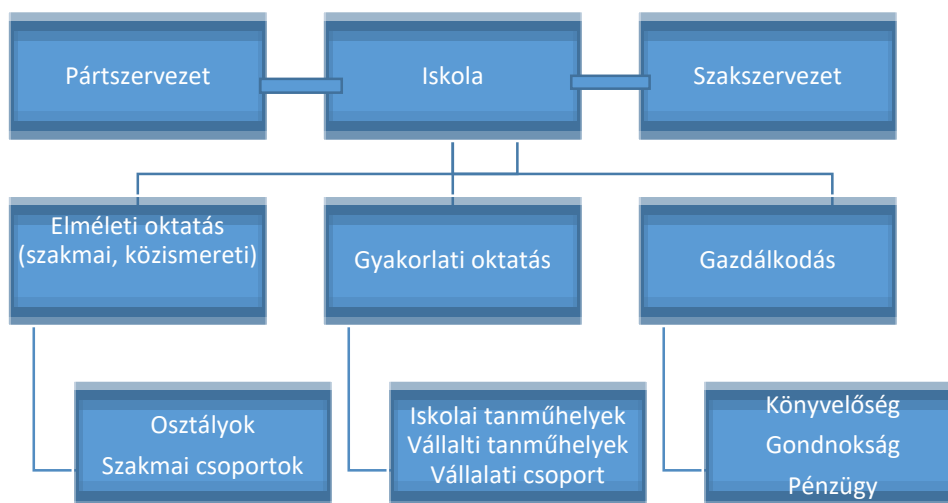 Pártszervezet
Iskola
Szakszervezet
Elméleti oktatás
(szakmai, közismereti)
Gyakorlati oktatás
Gazdálkodás
Osztályok
Szakmai csoportok
Iskolai tanműhelyek
Vállalti tanműhelyek
Vállalati csoport
Könyvelőség
Gondnokság
Pénzügy